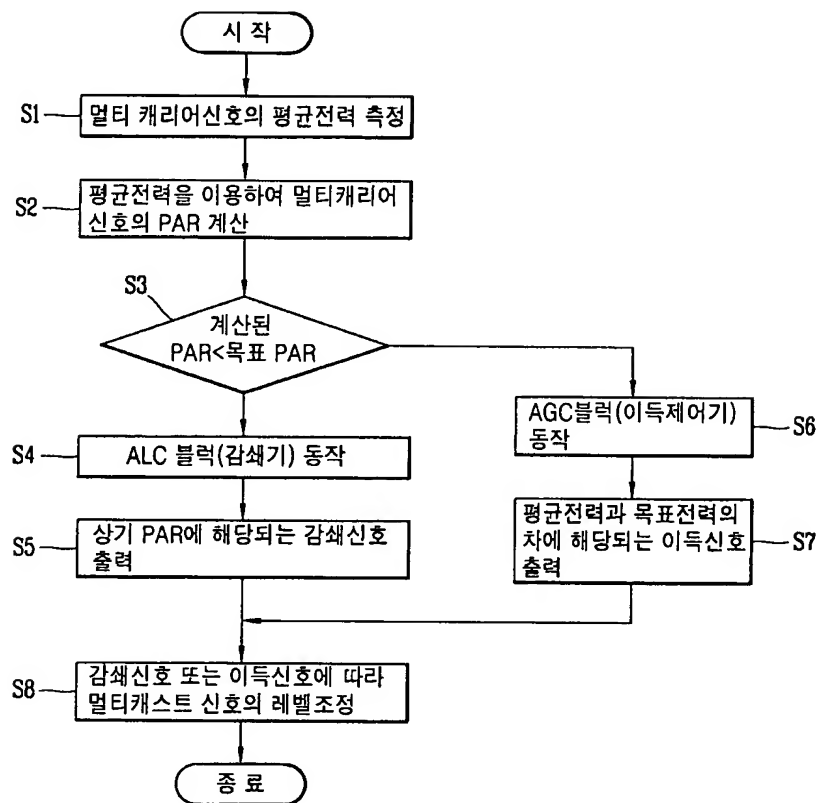 시 작
S1
멀티 캐리어신호의 평균전력 측정
S2
평균전력을 이용하여 멀티캐리어
신호의 PAR 계산
S3
계산된
PAR<목표 PAR
S4
ALC 블럭(감쇄기) 동작
S5
상기 PAR에 해당되는 감쇄신호
출력
AGC블럭(이득제어기)
동작
S6
평균전력과 목표전력의
차에 해당되는 이득신호
출력
S7
S8
감쇄신호 또는 이득신호에 따라
멀티캐스트 신호의 레벨조정
종 료